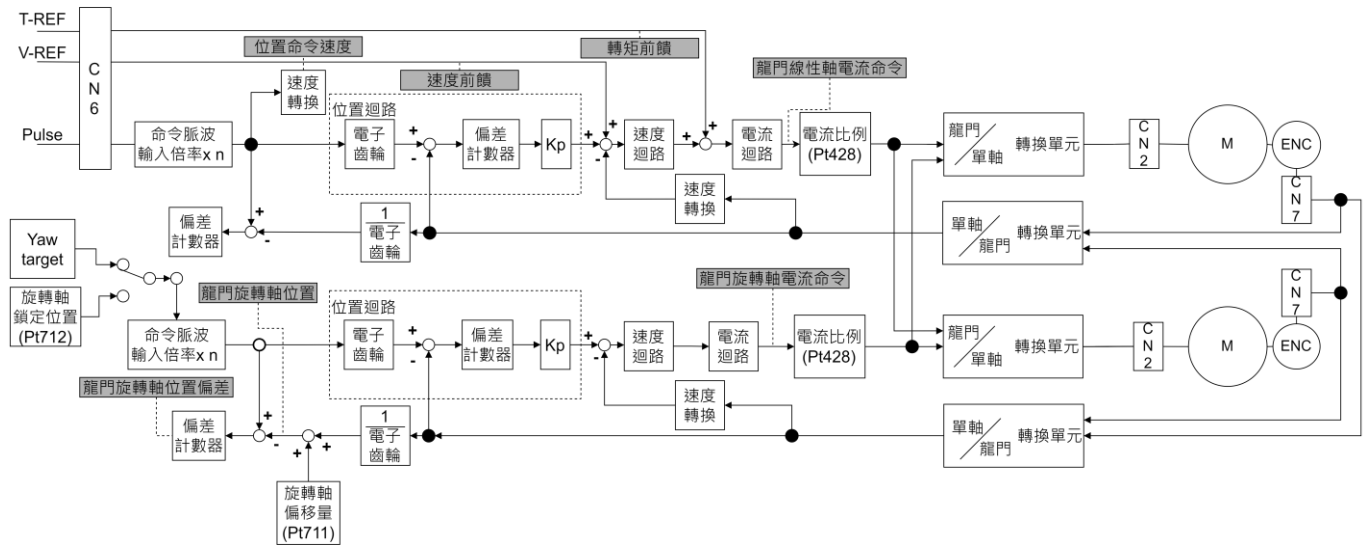 T-REF
V-REF
Pulse
C
N
6
位置命令速度
速度
轉換
命令脈波
輸入倍率x n
速度前饋
轉矩前饋
龍門線性軸電流命令
位置迴路
電子
齒輪
+
-
偏差
計數器
Kp
+
+
-
速度
迴路
+
+
電流
迴路
電流比例
(Pt428)
龍門
單軸
轉換單元
C
N
2
M
ENC
C
N
7
速度
轉換
偏差
計數器
+
-
1
電子
齒輪
單軸
龍門
轉換單元
Yaw
target
旋轉軸
鎖定位置
(Pt712)
命令脈波
輸入倍率x n
龍門旋轉軸位置
龍門旋轉軸電流命令
位置迴路
電子
齒輪
+
-
偏差
計數器
Kp
+
-
速度
迴路
電流
迴路
電流比例
(Pt428)
龍門
單軸
轉換單元
C
N
2
M
C
N
7
ENC
龍門旋轉軸位置偏差
速度
轉換
偏差
計數器
+
-
+
+
1
電子
齒輪
單軸
龍門
轉換單元
旋轉軸
偏移量
(Pt711)